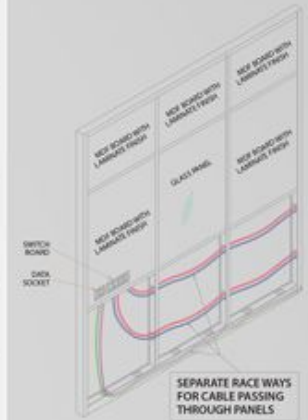 MDF BOARD WITH
LAMINATE FINISH
MDF BOARD WITH
LAMINATE FINISH
MDF BOARD WITH
LAMINATE FINISH
MDF BOARD WITH
LAMINATE FINISH
GLASS PANEL
MDF BOARD WITH
LAMINATE FINISH
SWITCH
BOARD
DATA
SOCKET
SEPARATE RACE WAYS
FOR CABLE PASSING
THROUGH PANELS